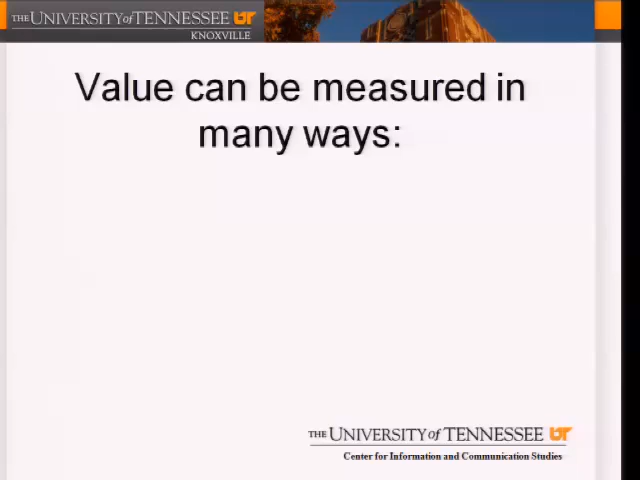 THE UNIVERSITY of TENNESSEE UT
KNOXVILLE
Value can be measured in
many ways:
THE UNIVERSITY of TENNESSEE UT
Center for Information and Communication Studies